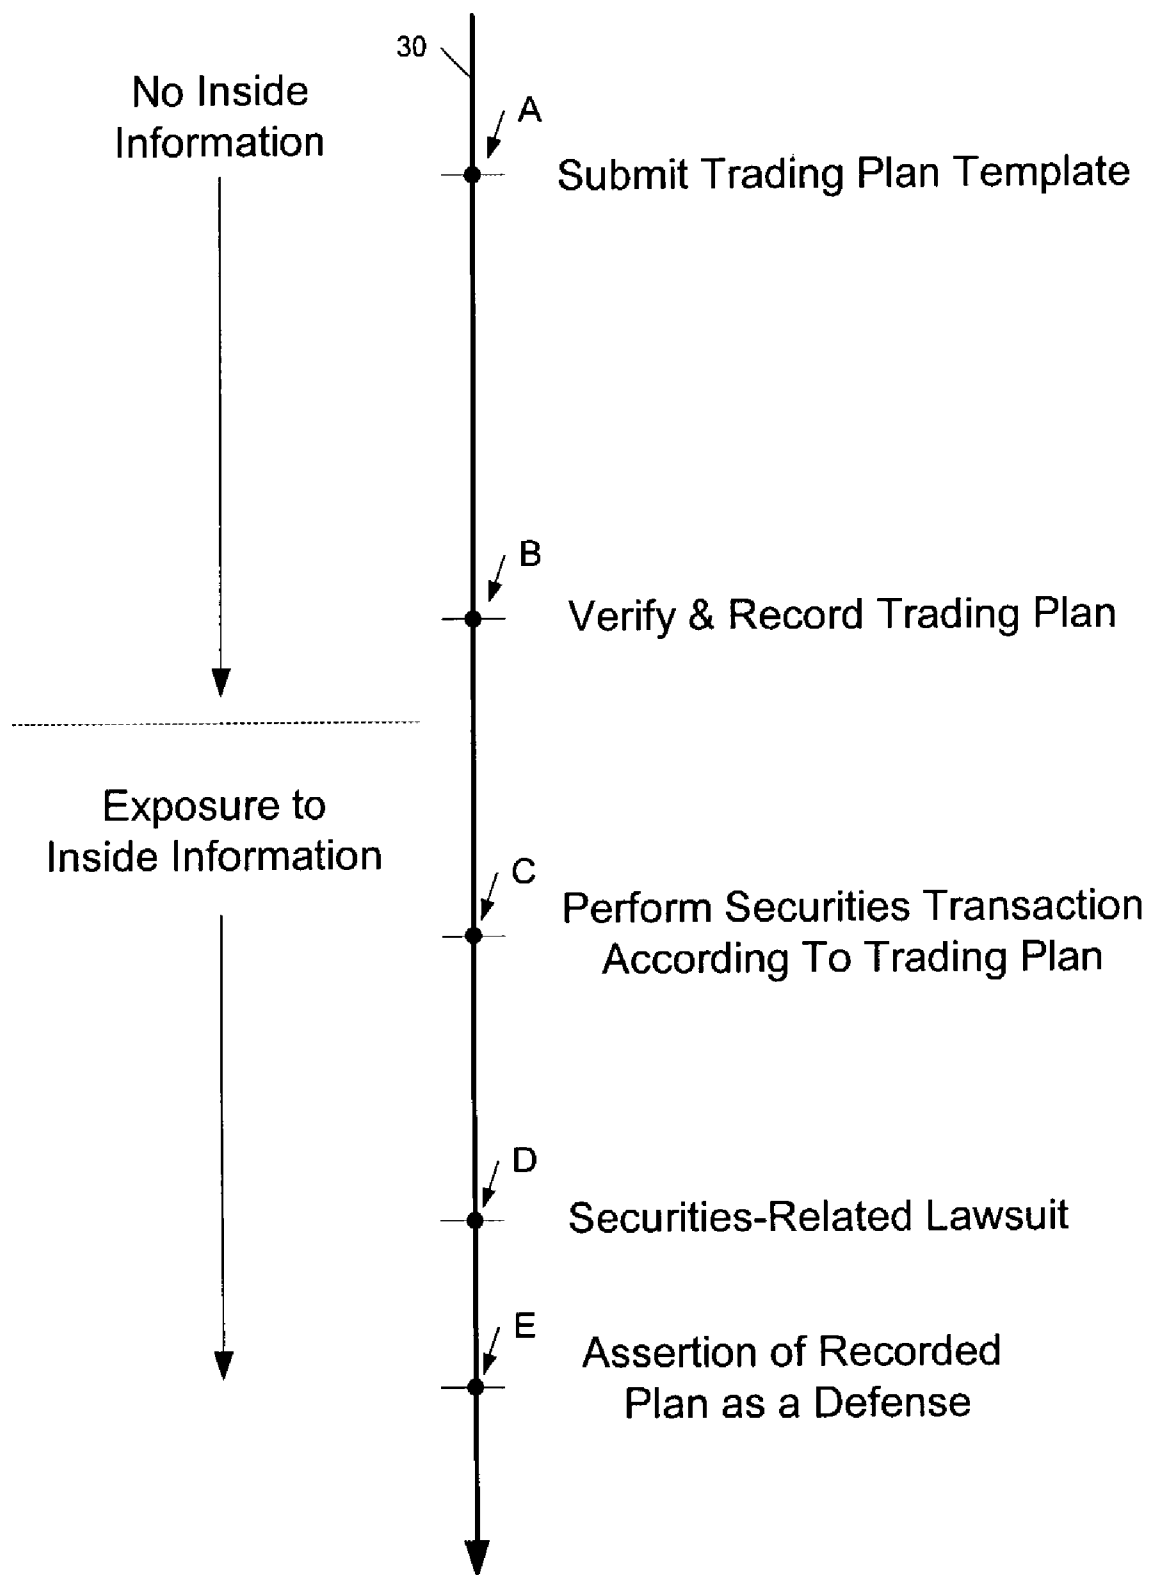 30
No Inside
Information
A
Submit Trading Plan Template
B
Verify & Record Trading Plan
Exposure to
Inside Information
C
Perform Securities Transaction
According To Trading Plan
D
Securities-Related Lawsuit
E
Assertion of Recorded
Plan as a Defense